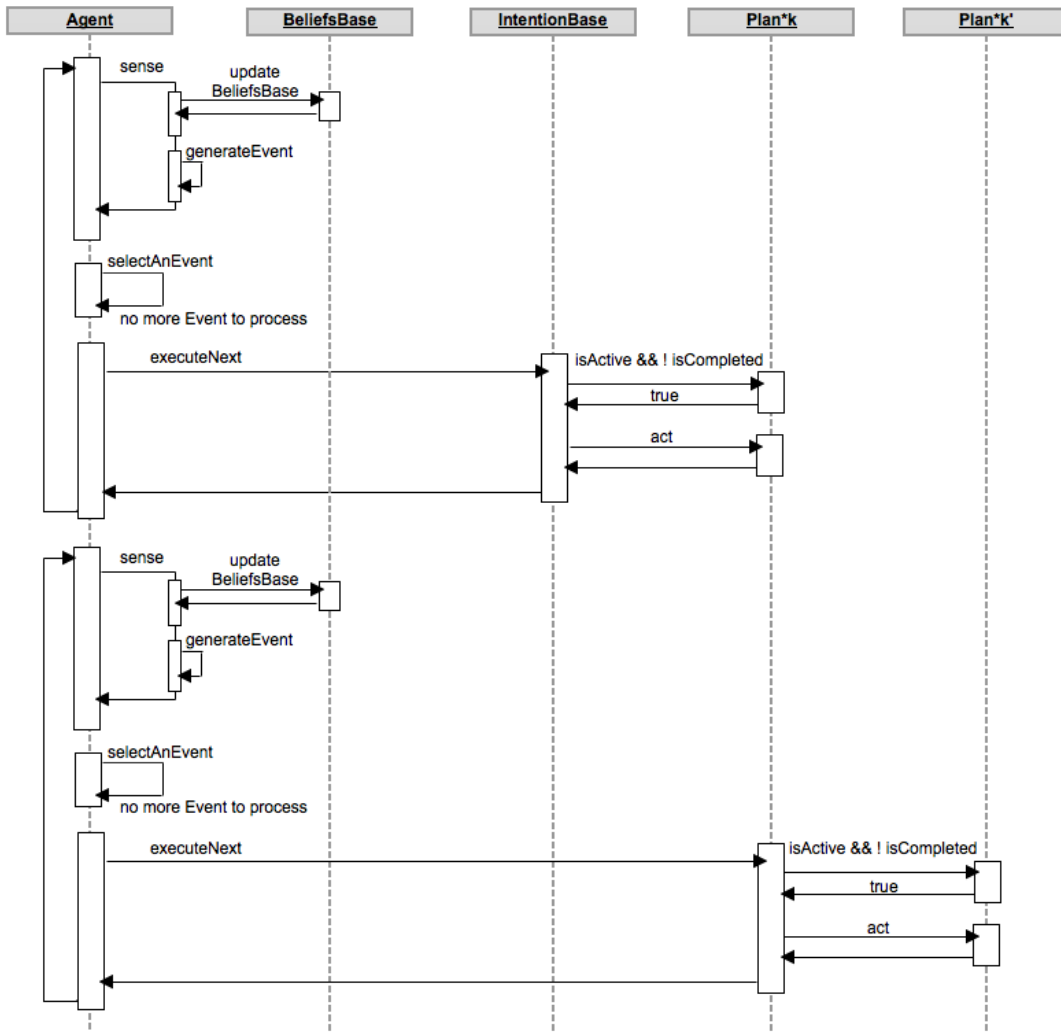 Agent
BeliefsBase
IntentionBase
Plan*k
Plan*k'
sense
update
BeliefsBase
generateEvent
selectAnEvent
no more Event to process
executeNext
isActive && ! isCompleted
true
act
sense
update
BeliefsBase
generateEvent
selectAnEvent
no more Event to process
executeNext
isActive && ! isCompleted
true
act